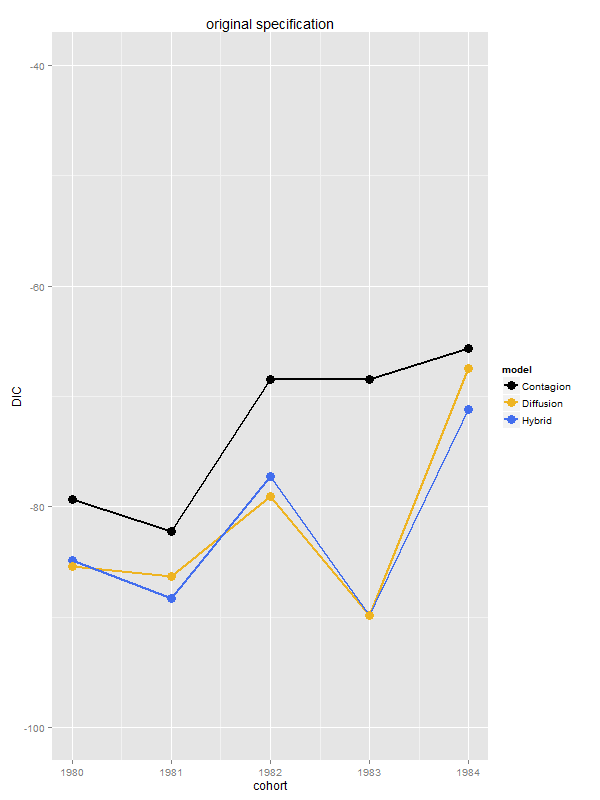 original specification
-40
-60
-80
-100
DIC
1980 1981 1982 1983 1984
cohort
model
Contagion
Diffusion
Hybrid